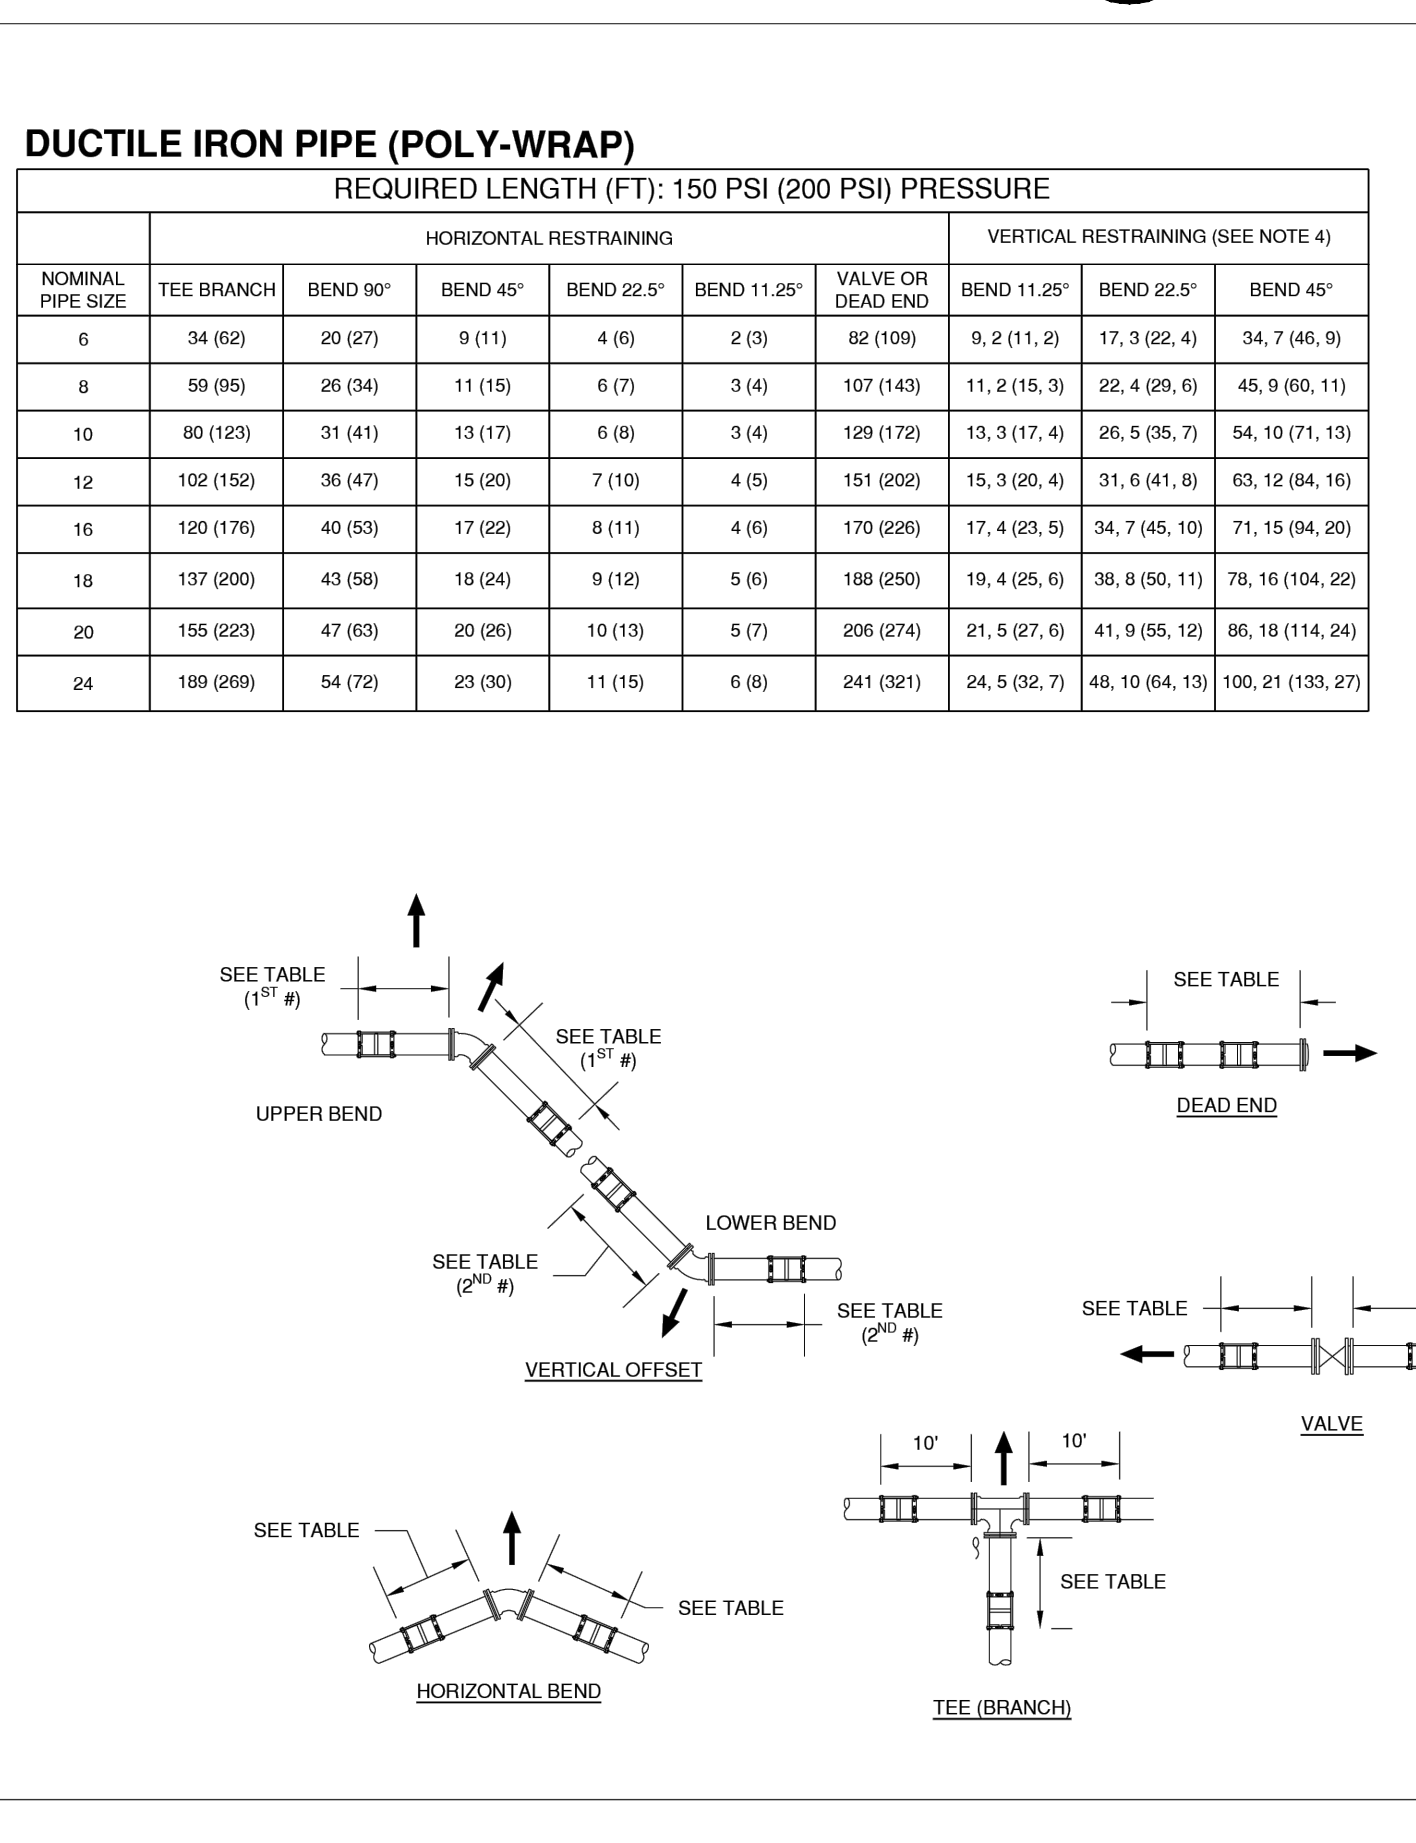 DUCTILE IRON PIPE (POLY-WRAP)
REQUIRED LENGTH (FT): 150 PSI (200 PSI) PRESSURE
HORIZONTAL RESTRAINING VERTICAL RESTRAINING (SEE NOTE 4)
NOMINAL PIPE SIZE TEE BRANCH BEND 90° BEND 45° BEND 22.5° BEND 11.25° VALVE OR DEAD END BEND 11.25° BEND 22.5° BEND 45°
6 34 (62) 20 (27) 9 (11) 4 (6) 2 (3) 82 (109) 9, 2 (11, 2) 17, 3 (22, 4) 34, 7 (46, 9)
8 59 (95) 26 (34) 11 (15) 6 (7) 3 (4) 107 (143) 11, 2 (15, 3) 22, 4 (29, 6) 45, 9 (60, 11)
10 80 (123) 31 (41) 13 (17) 6 (8) 3 (4) 129 (172) 13, 3 (17, 4) 26, 5 (35, 7) 54, 10 (71, 13)
12 102 (152) 36 (47) 15 (20) 7 (10) 4 (5) 151 (202) 15, 3 (20, 4) 31, 6 (41, 8) 63, 12 (84, 16)
16 120 (176) 40 (53) 17 (22) 8 (11) 4 (6) 170 (226) 17, 4 (23, 5) 34, 7 (45, 10) 71, 15 (94, 20)
18 137 (200) 43 (58) 18 (24) 9 (12) 5 (6) 188 (250) 19, 4 (25, 6) 38, 8 (50, 11) 78, 16 (104, 22)
20 155 (223) 47 (63) 20 (26) 10 (13) 5 (7) 206 (274) 21, 5 (27, 6) 41, 9 (55, 12) 86, 18 (114, 24)
24 189 (269) 54 (72) 23 (30) 11 (15) 6 (8) 241 (321) 24, 5 (32, 7) 48, 10 (64, 13) 100, 21 (133, 27)
SEE TABLE
(1ST #)
SEE TABLE
(1ST #)
UPPER BEND
LOWER BEND
SEE TABLE
(2ND #)
SEE TABLE
(2ND #)
VERTICAL OFFSET
SEE TABLE
DEAD END
SEE TABLE
VALVE
SEE TABLE
SEE TABLE
HORIZONTAL BEND
10' 10'
SEE TABLE
TEE (BRANCH)